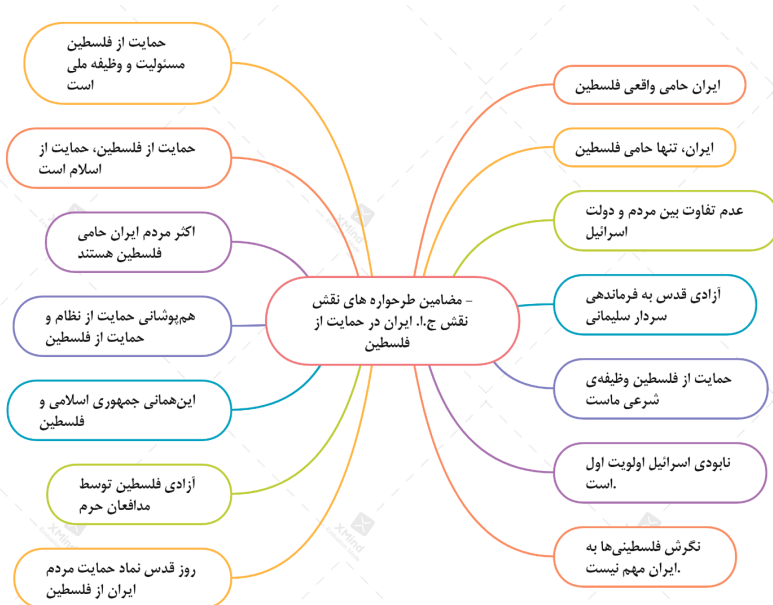 - مضامین طرحواره های نقش
نقش ج.ا. ایران در حمایت از
فلسطین
ایران حامی واقعی فلسطین
ایران، تنها حامی فلسطین
عدم تفاوت بین مردم و دولت
اسرائیل
آزادی قدس به فرماندهی
سردار سلیمانی
حمایت از فلسطین وظیفه‌ی
شرعی ماست
نابودی اسرائیل اولویت اول
.است
نگرش فلسطینی‌ها به
.ایران مهم نیست
حمایت از فلسطین
مسئولیت و وظیفه ملی
است
حمایت از فلسطین، حمایت از
اسلام است
اکثر مردم ایران حامی
فلسطین هستند
هم‌پوشانی حمایت از نظام و
حمایت از فلسطین
این‌همانی جمهوری اسلامی و
فلسطین
آزادی فلسطین توسط
مدافعان حرم
روز قدس نماد حمایت مردم
ایران از فلسطین
XMind
XMind
XMind